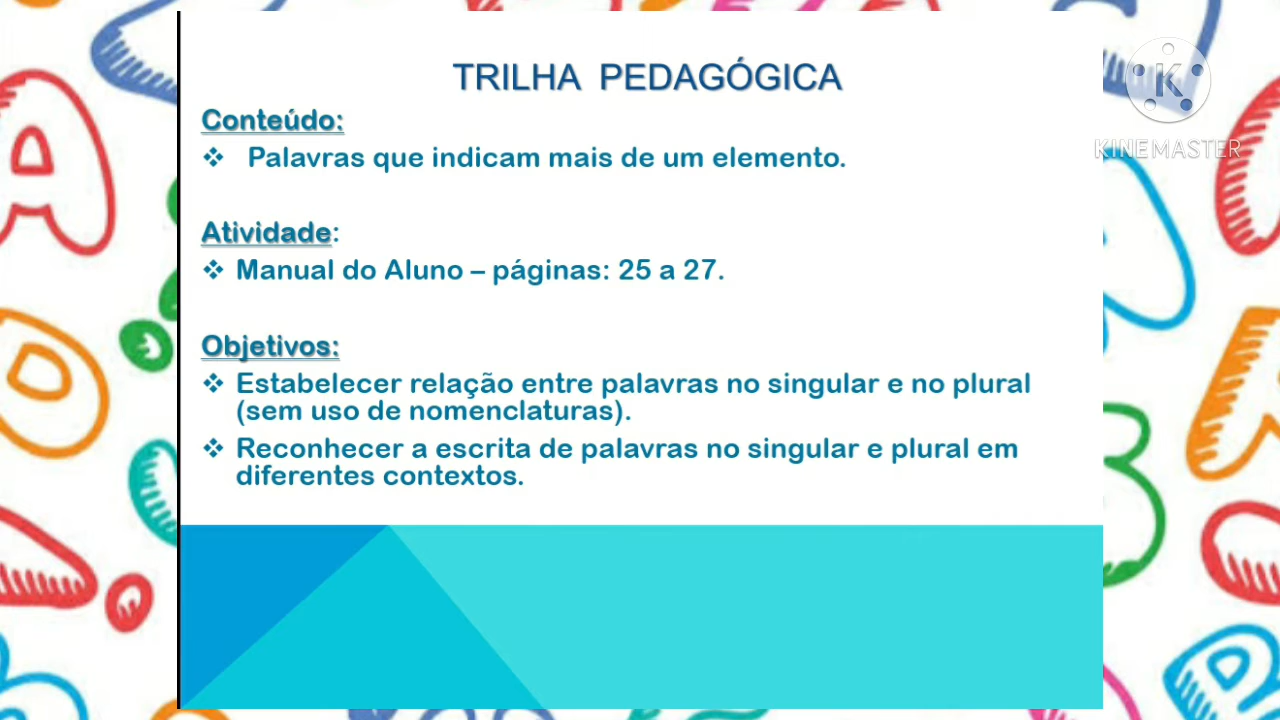 TRILHA PEDAGÓGICA
Conteúdo:
❖ Palavras que indicam mais de um elemento.
Atividade:
❖ Manual do Aluno – páginas: 25 a 27.
Objetivos:
❖ Estabelecer relação entre palavras no singular e no plural
(sem uso de nomenclaturas).
❖ Reconhecer a escrita de palavras no singular e plural em
diferentes contextos.
K
KINEMASTER